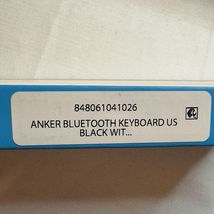 848061041026
ANKER BLUETOOTH KEYBOARD US
BLACK WIT...